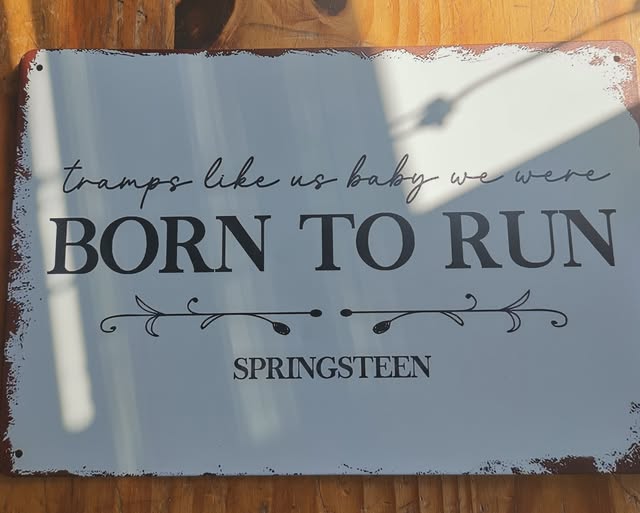 tramps like us baby we were
BORN TO RUN
SPRINGSTEEN